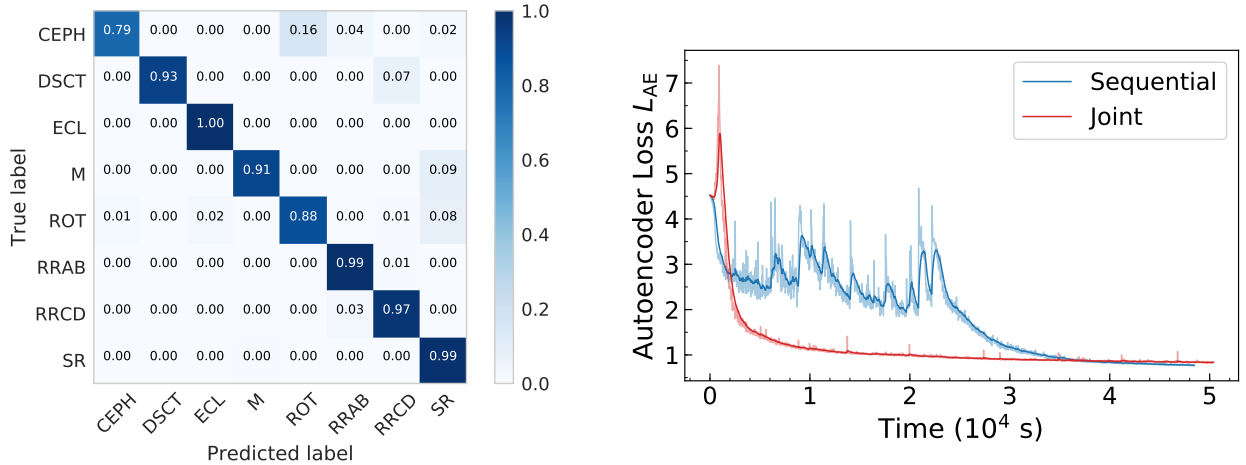 CEPH 0.79 0.00 0.00 0.00 0.16 0.04 0.00 0.02
DSCT 0.00 0.93 0.00 0.00 0.00 0.00 0.07 0.00
ECL 0.00 0.00 1.00 0.00 0.00 0.00 0.00 0.00
M 0.00 0.00 0.00 0.91 0.00 0.00 0.00 0.09
ROT 0.01 0.00 0.02 0.00 0.88 0.00 0.01 0.08
RRAB 0.00 0.00 0.00 0.00 0.00 0.99 0.01 0.00
RRCD 0.00 0.00 0.00 0.00 0.00 0.03 0.97 0.00
SR 0.00 0.00 0.00 0.00 0.00 0.00 0.00 0.99
True label
CEPH DSCT ECL M ROT RRAB RRCD SR
Predicted label
1.0
0.8
0.6
0.4
0.2
0.0
Autoencoder Loss L_AE
7
6
5
4
3
2
1
Sequential
Joint
0 1 2 3 4 5
Time (10⁴ s)